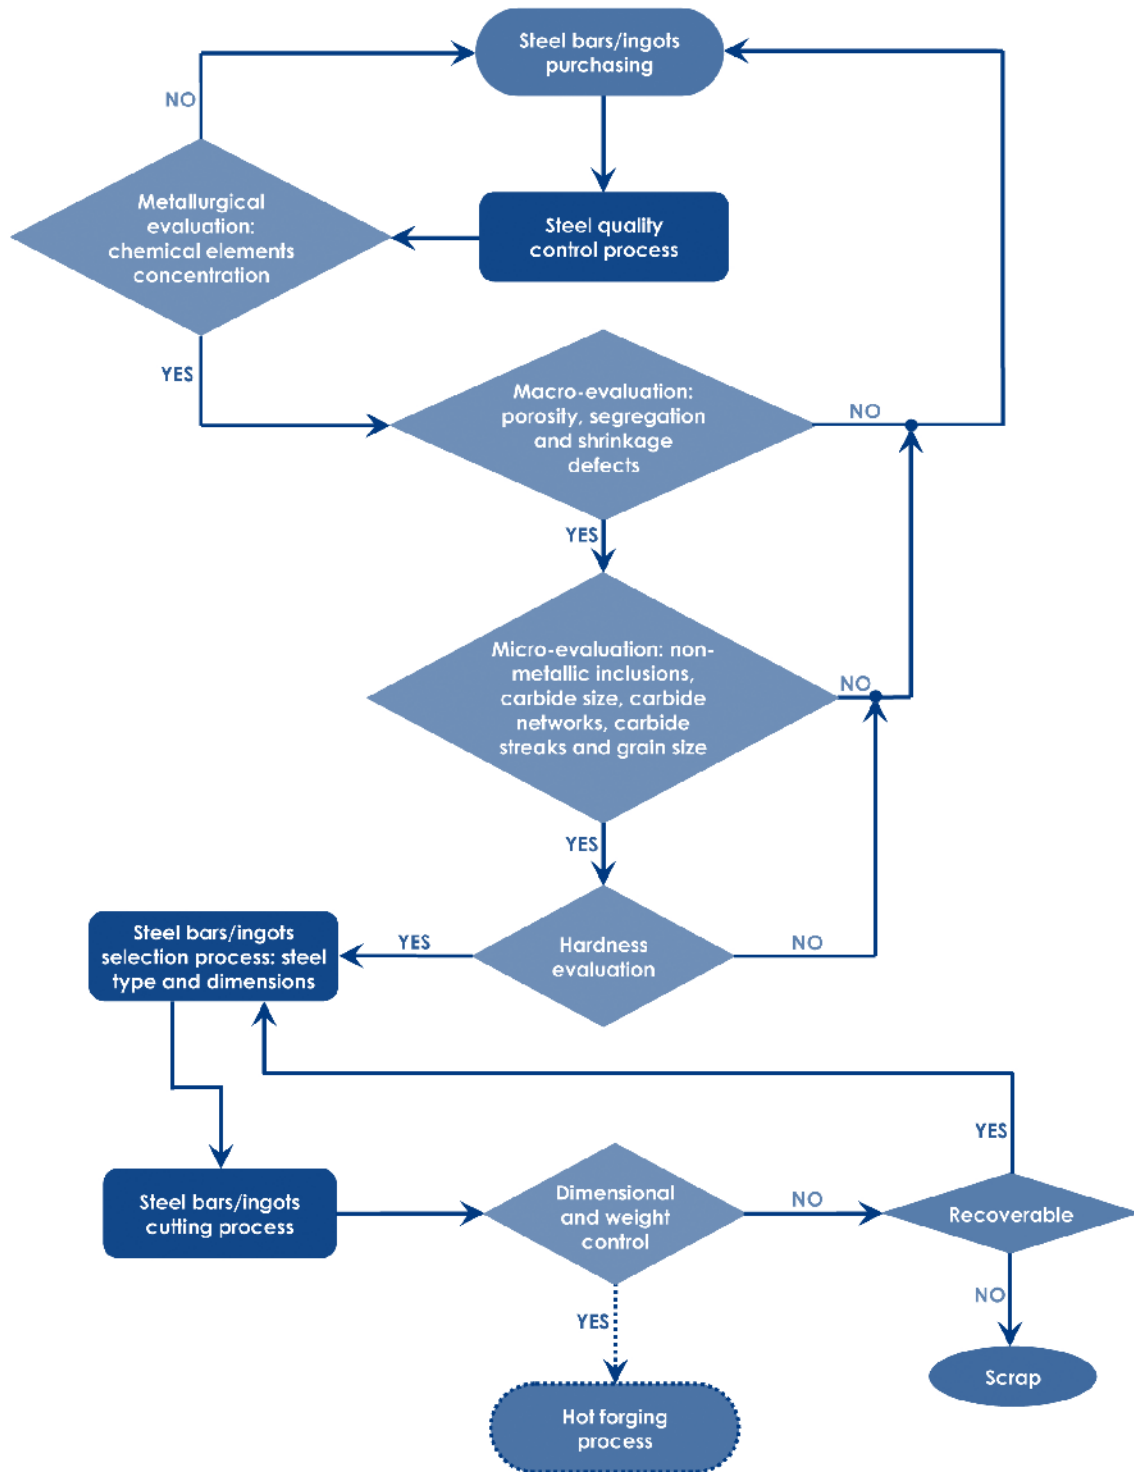 Steel bars/ingots
purchasing
NO
Metallurgical
evaluation:
chemical elements
concentration
Steel quality
control process
YES
Macro-evaluation:
porosity, segregation
and shrinkage
defects
NO
YES
Micro-evaluation: non-
metallic inclusions,
carbide size, carbide
networks, carbide
streaks and grain size
NO
YES
Steel bars/ingots
selection process: steel
type and dimensions
YES
Hardness
evaluation
NO
YES
Steel bars/ingots
cutting process
Dimensional
and weight
control
NO
Recoverable
YES
NO
Scrap
Hot forging
process